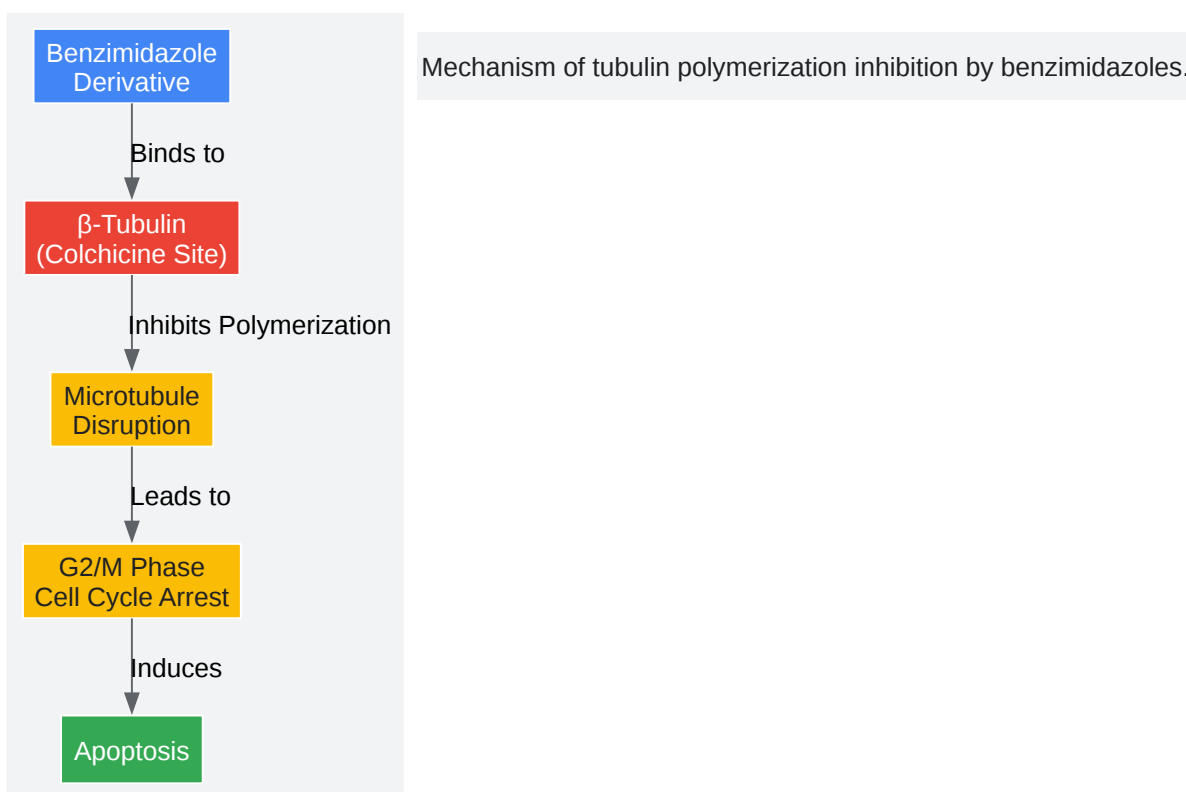 Benzimidazole
Derivative
Mechanism of tubulin polymerization inhibition by benzimidazoles.
Binds to
β-Tubulin
(Colchicine Site)
Inhibits Polymerization
Microtubule
Disruption
Leads to
G2/M Phase
Cell Cycle Arrest
Induces
Apoptosis